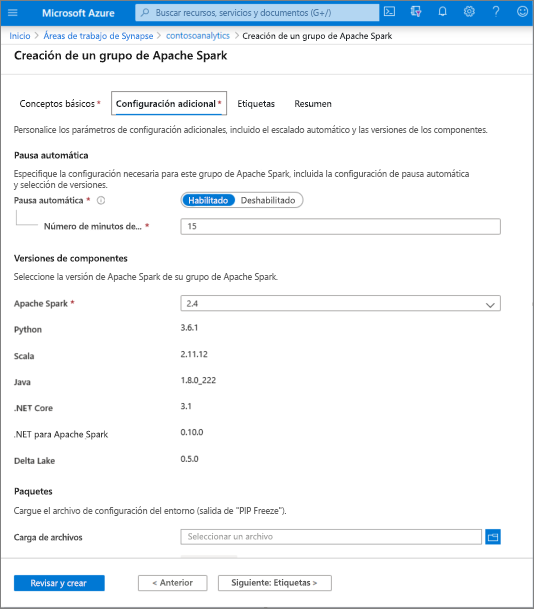 Microsoft Azure
Buscar recursos, servicios y documentos (G+/)
Inicio > Áreas de trabajo de Synapse > contosoanalytics > Creación de un grupo de Apache Spark
Creación de un grupo de Apache Spark
Conceptos básicos * Configuración adicional * Etiquetas Resumen
Personalice los parámetros de configuración adicionales, incluido el escalado automático y las versiones de los componentes.
Pausa automática
Especifique la configuración necesaria para este grupo de Apache Spark, incluida la configuración de pausa automática
y selección de versiones.
Pausa automática * Habilitado Deshabilitado
Número de minutos de... * 15
Versiones de componentes
Seleccione la versión de Apache Spark de su grupo de Apache Spark.
Apache Spark * 2.4
Python 3.6.1
Scala 2.11.12
Java 1.8.0_222
.NET Core 3.1
.NET para Apache Spark 0.10.0
Delta Lake 0.5.0
Paquetes
Cargue el archivo de configuración del entorno (salida de "PIP Freeze").
Carga de archivos Seleccionar un archivo
Revisar y crear < Anterior Siguiente: Etiquetas >